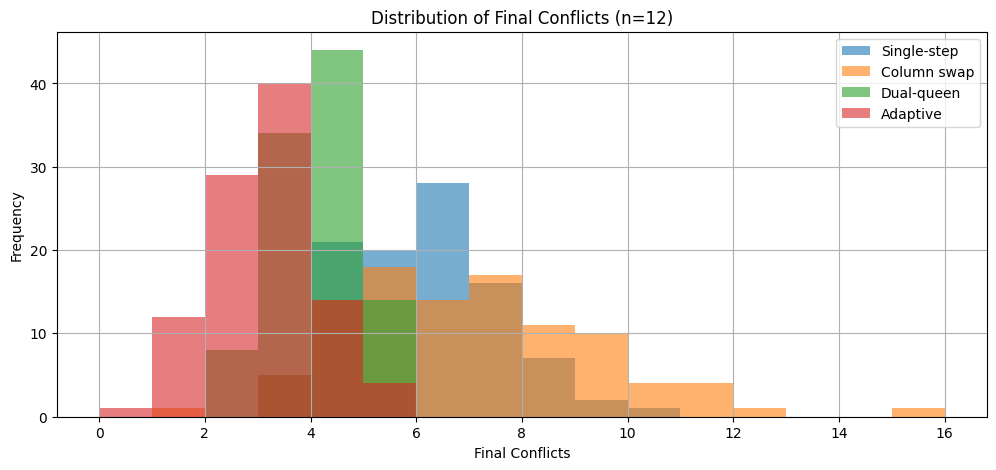 Distribution of Final Conflicts (n=12)
Single-step
Column swap
Dual-queen
Adaptive
Frequency
40
30
20
10
0
0 2 4 6 8 10 12 14 16
Final Conflicts